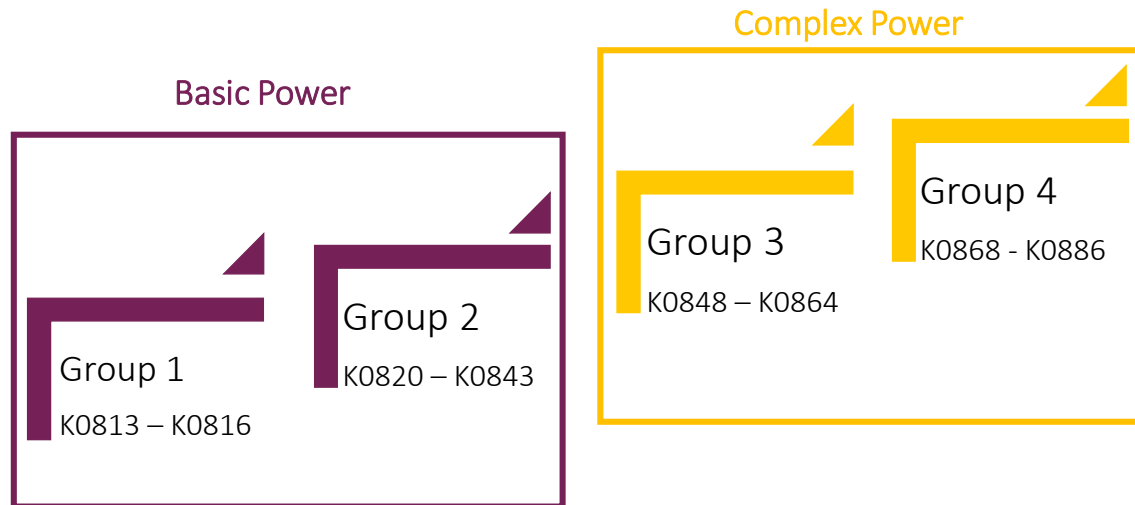 Basic Power
Group 1
K0813 – K0816
Group 2
K0820 – K0843
Complex Power
Group 3
K0848 – K0864
Group 4
K0868 - K0886